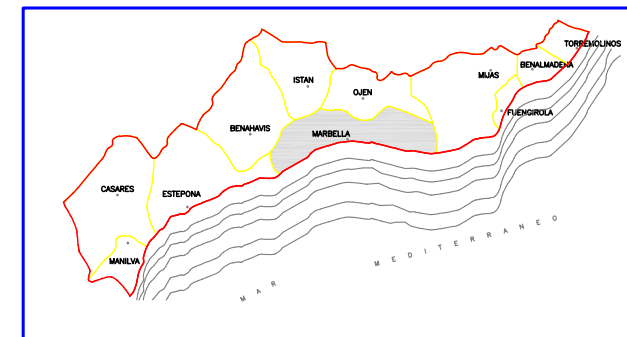 TORREMOLINOS
BENALMADENA
MIJAS
ISTAN
OJEN
FUENGIROLA
BENAHAVIS
MARBELLA
CASARES
ESTEPONA
MANILVA
MAR MEDITERRANEO